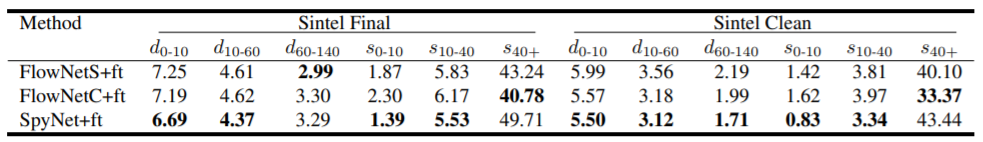 Method Sintel Final Sintel Clean
d0-10 d10-60 d60-140 s0-10 s10-40 s40+ d0-10 d10-60 d60-140 s0-10 s10-40 s40+
FlowNetS+ft 7.25 4.61 2.99 1.87 5.83 43.24 5.99 3.56 2.19 1.42 3.81 40.10
FlowNetC+ft 7.19 4.62 3.30 2.30 6.17 40.78 5.57 3.18 1.99 1.62 3.97 33.37
SpyNet+ft 6.69 4.37 3.29 1.39 5.53 49.71 5.50 3.12 1.71 0.83 3.34 43.44